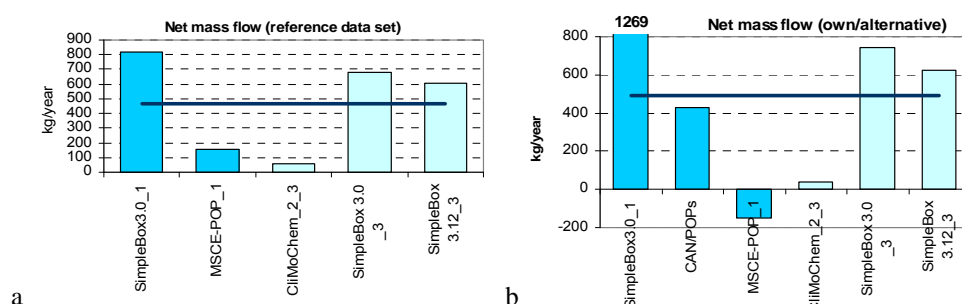 Net mass flow (reference data set)
900
800
700
600
500
400
300
200
100
0
kg/year
SimpleBox3.0_1
MSCE-POP_1
CliMoChem_2_3
SimpleBox 3.0
_3
SimpleBox
3.12_3
a
1269
Net mass flow (own/alternative)
800
600
400
200
0
-200
kg/year
SimpleBox3.0_1
CAN/POPs
MSCE-POP_1
CliMoChem_2_3
SimpleBox 3.0
_3
SimpleBox
3.12_3
b